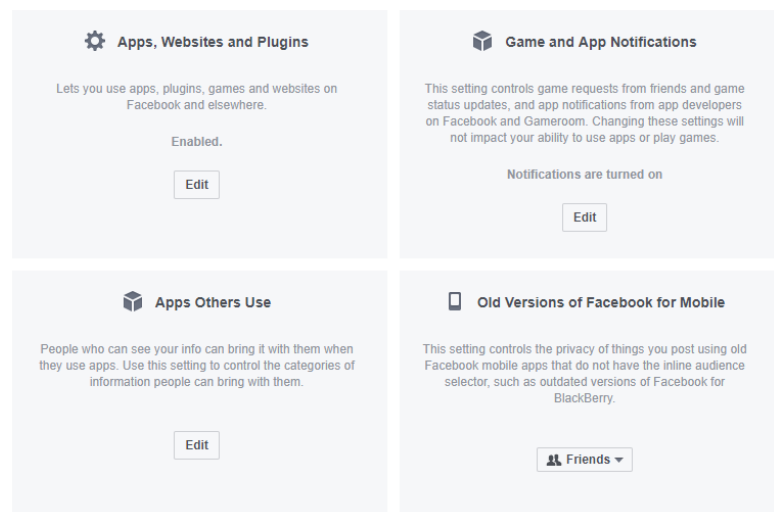 Apps, Websites and Plugins
Lets you use apps, plugins, games and websites on
Facebook and elsewhere.
Enabled.
Edit
Game and App Notifications
This setting controls game requests from friends and game
status updates, and app notifications from app developers
on Facebook and Gameroom. Changing these settings will
not impact your ability to use apps or play games.
Notifications are turned on
Edit
Apps Others Use
People who can see your info can bring it with them when
they use apps. Use this setting to control the categories of
information people can bring with them.
Edit
Old Versions of Facebook for Mobile
This setting controls the privacy of things you post using old
Facebook mobile apps that do not have the inline audience
selector, such as outdated versions of Facebook for
BlackBerry.
Friends